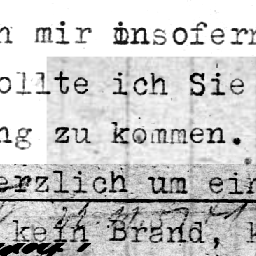 n mir insofern
ollte ich Sie
ng zu kommen.
erzlich um ein
kein Brand, k